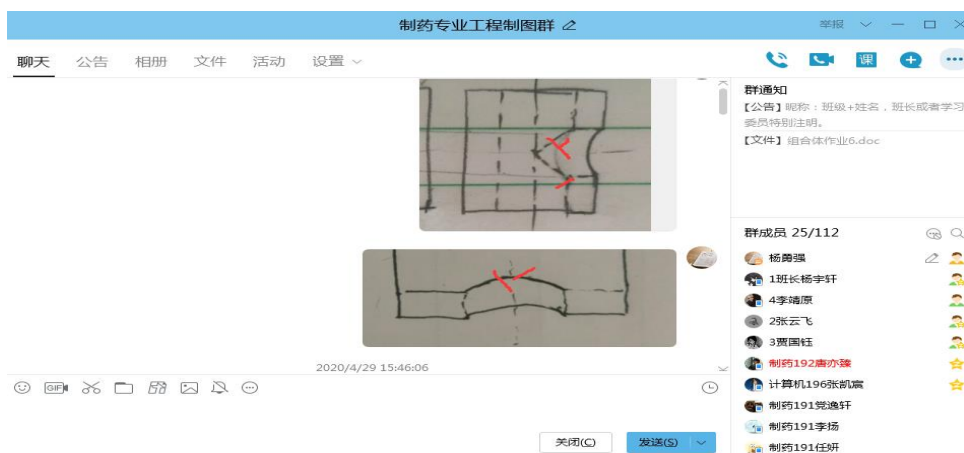 制药专业工程制图群
举报
聊天 公告 相册 文件 活动 设置
课
群通知
【公告】昵称：班级+姓名，班长或者学习
委员特别注明。
【文件】组合体作业6.doc
群成员 25/112
杨勇强
1班长杨宇轩
4李靖原
2张云飞
3贾国钰
制药192唐亦臻
计算机196张凯宸
制药191党逸轩
制药191李扬
制药191任妍
2020/4/29 15:46:06
GIF
关闭(C) 发送(S)